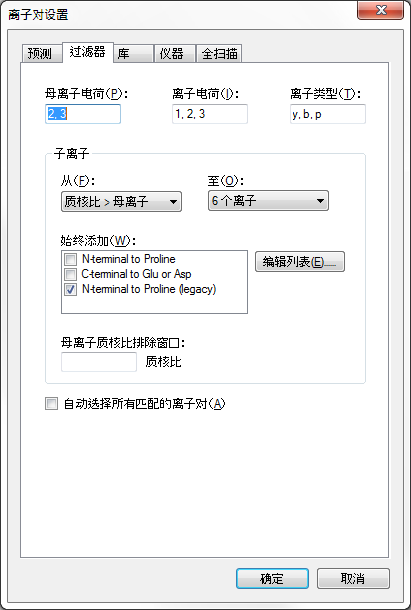 离子对设置
预测 过滤器 库 仪器 全扫描
母离子电荷(P): 离子电荷(I): 离子类型(T):
2, 3 1, 2, 3 y, b, p
子离子
从(F): 至(O):
质核比 > 母离子 6 个离子
始终添加(W):
N-terminal to Proline 编辑列表(E)....
C-terminal to Glu or Asp
N-terminal to Proline (legacy)
母离子质核比排除窗口:
质核比
自动选择所有匹配的离子对(A)
确定 取消